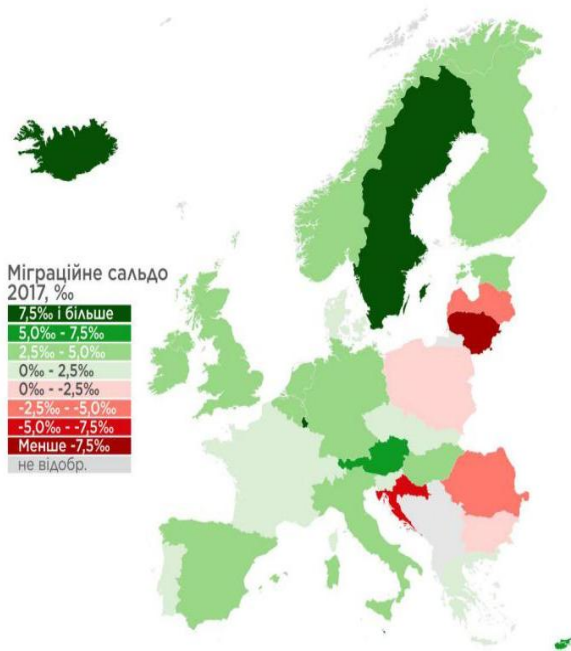 Міграційне сальдо
2017, ‰
7,5‰ і більше
5,0‰ - 7,5‰
2,5‰ - 5,0‰
0‰ - 2,5‰
0‰ - -2,5‰
-2,5‰ - -5,0‰
-5,0‰ - -7,5‰
Менше -7,5‰
не відобр.